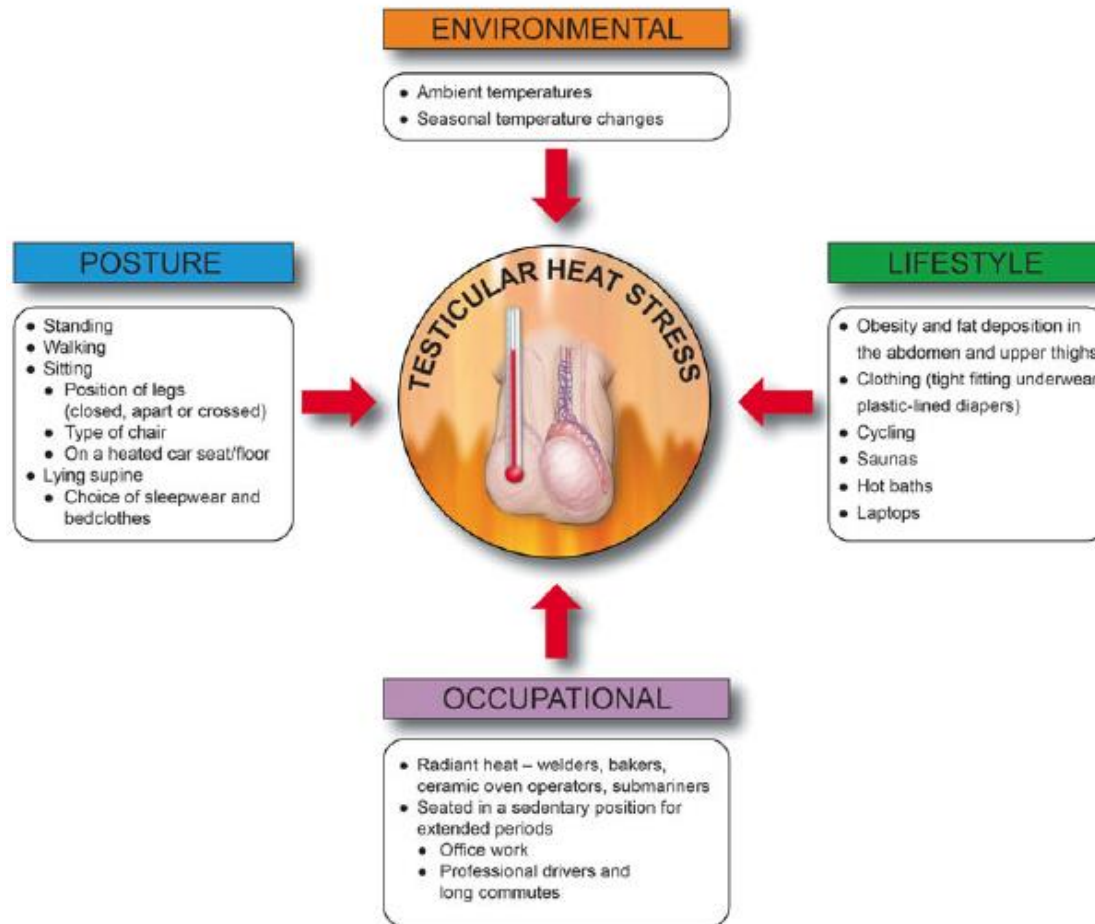 ENVIRONMENTAL
● Ambient temperatures
● Seasonal temperature changes
POSTURE
● Standing
● Walking
● Sitting
● Position of legs
(closed, apart or crossed)
● Type of chair
● On a heated car seat/floor
● Lying supine
● Choice of sleepwear and
bedclothes
TESTICULAR HEAT STRESS
LIFESTYLE
● Obesity and fat deposition in
the abdomen and upper thighs
● Clothing (tight fitting underwear
plastic-lined diapers)
● Cycling
● Saunas
● Hot baths
● Laptops
OCCUPATIONAL
● Radiant heat – welders, bakers,
ceramic oven operators, submariners
● Seated in a sedentary position for
extended periods
● Office work
● Professional drivers and
long commutes